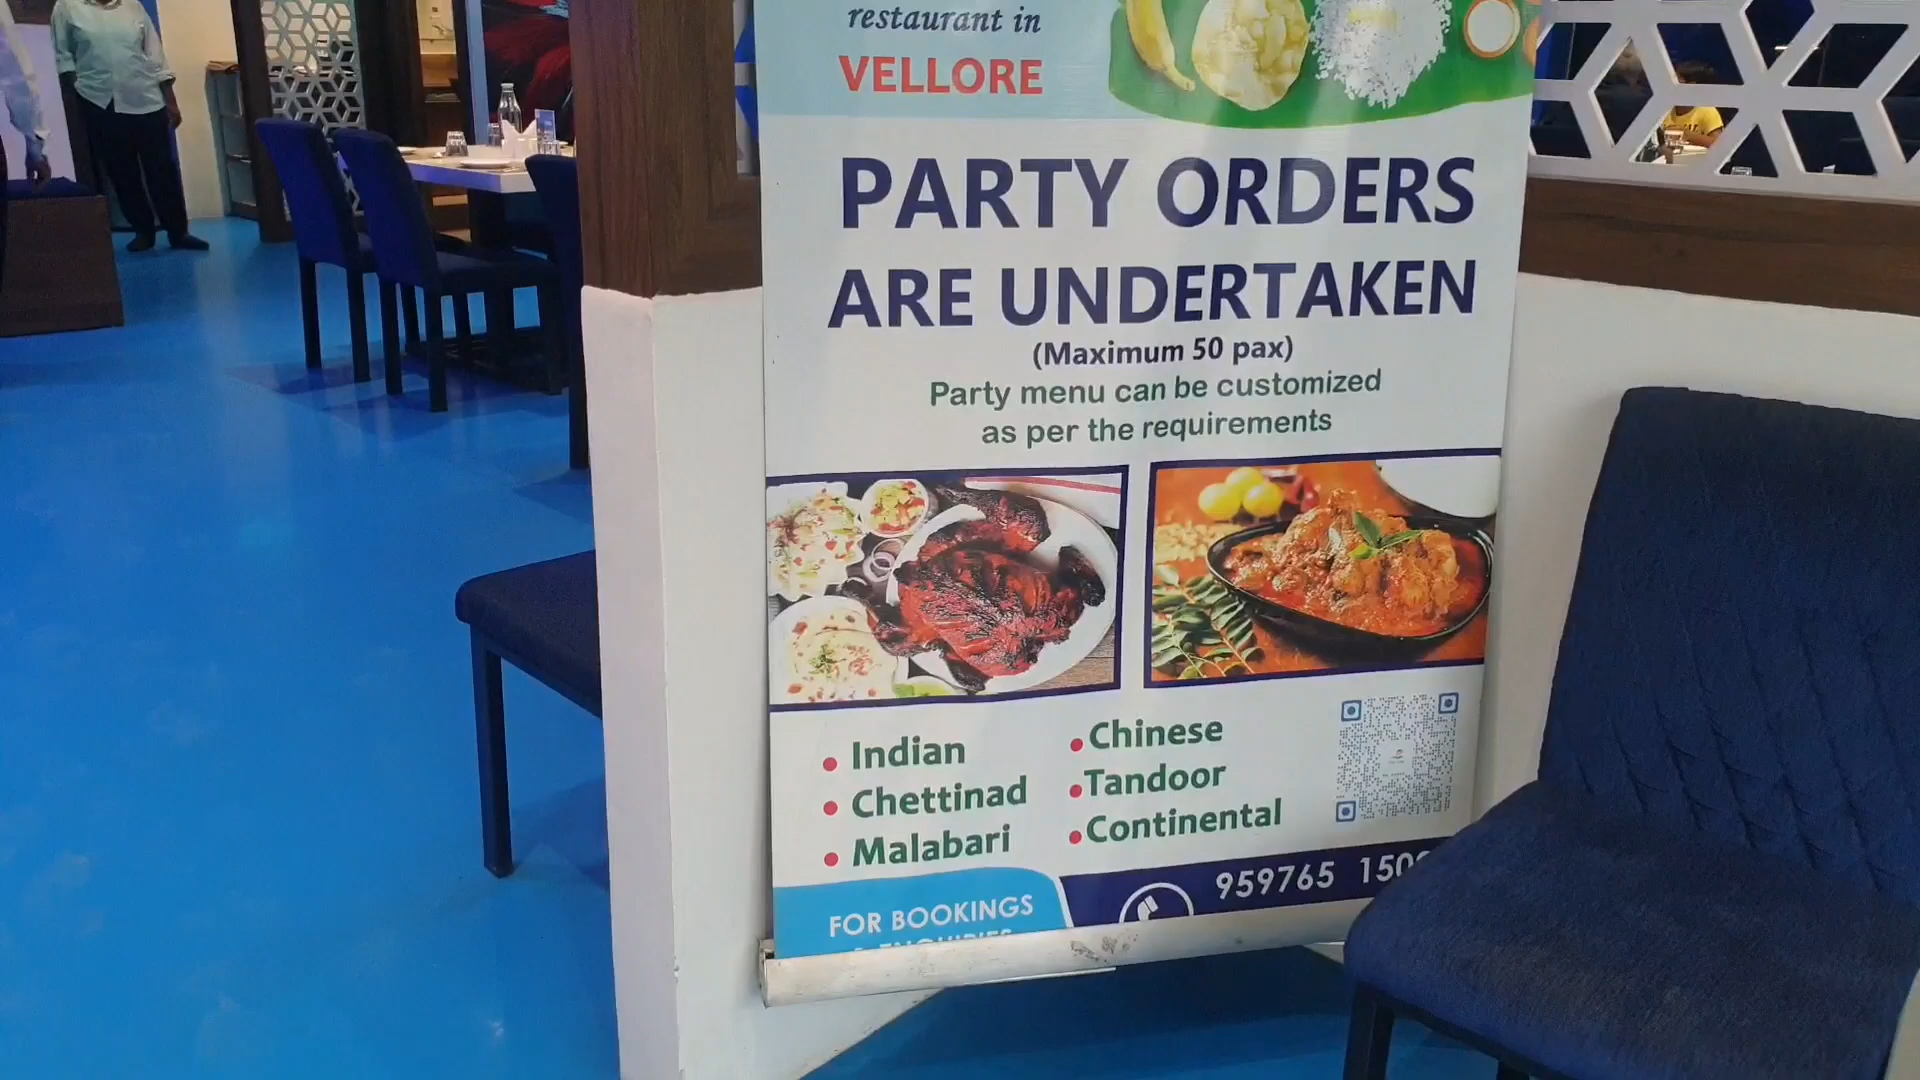 restaurant in
VELLORE
PARTY ORDERS
ARE UNDERTAKEN
(Maximum 50 pax)
Party menu can be customized
as per the requirements
• Indian
• Chettinad
• Malabari
• Chinese
• Tandoor
• Continental
FOR BOOKINGS
959765 150